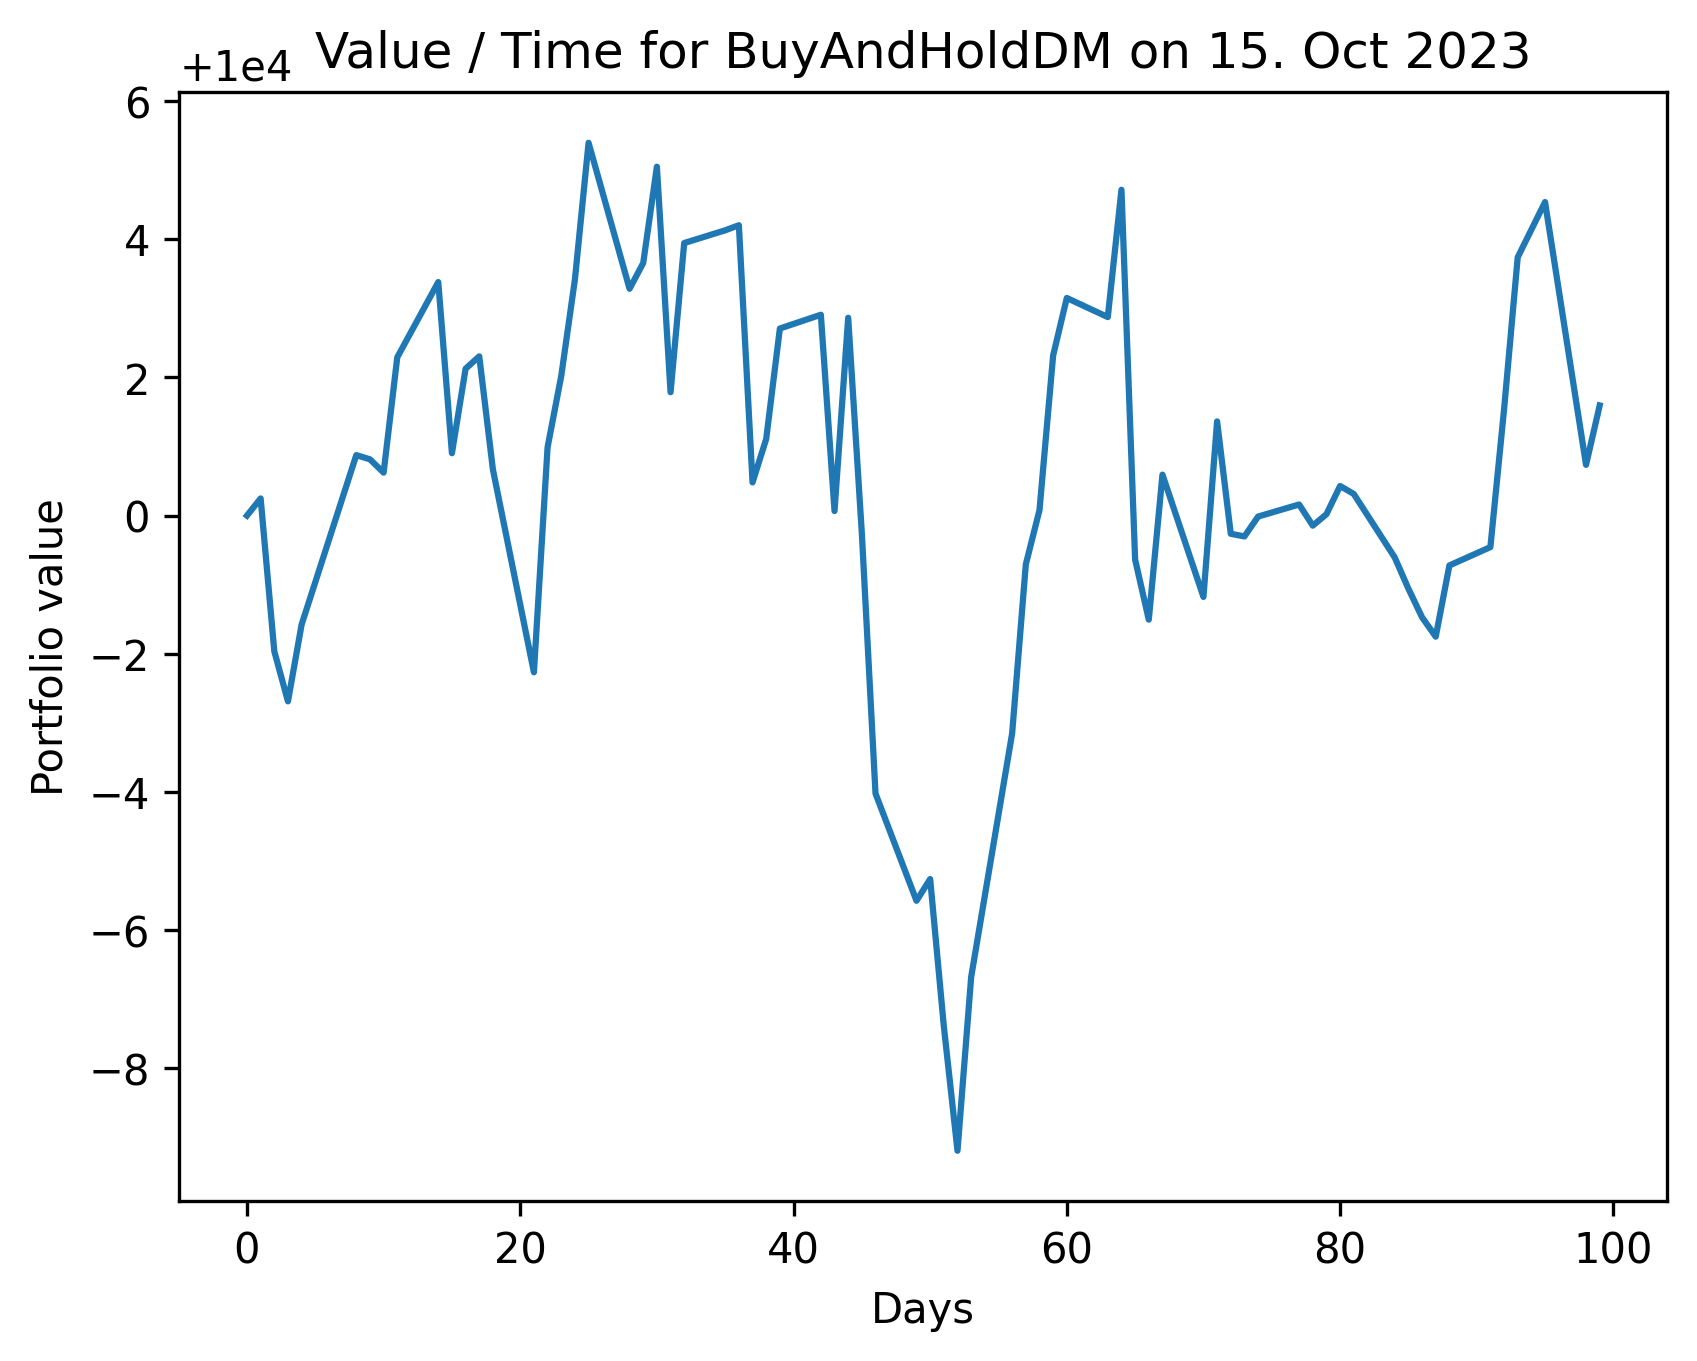 Value / Time for BuyAndHoldDM on 15. Oct 2023
+1e4
6
4
2
0
−2
−4
−6
−8
Portfolio value
0 20 40 60 80 100
Days